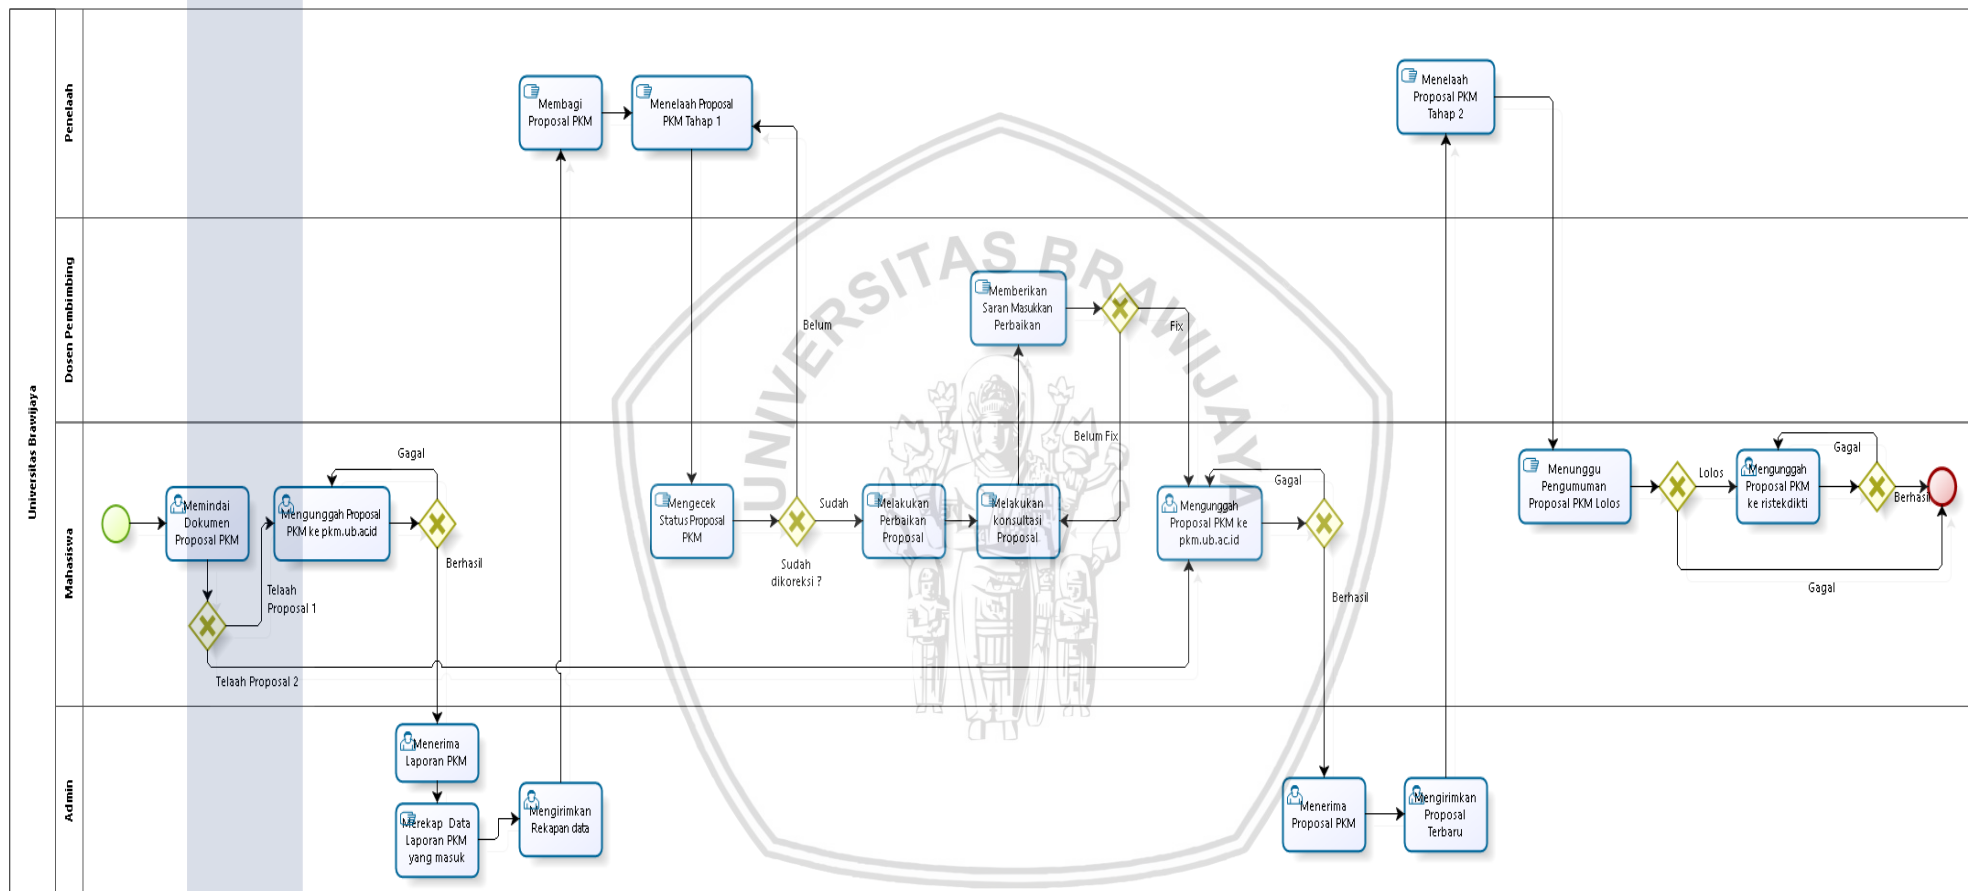 Universitas Brawijaya
Penelaah
Membagi
Proposal PKM
Menelaah Proposal
PKM Tahap 1
Menelaah
Proposal PKM
Tahap 2
Dosen Pembimbing
Memberikan
Saran Masukkan
Perbaikan
Belum
Fix
Belum Fix
UNIVERSITAS BRAWIJAYA
Mahasiswa
Memindai
Dokumen
Proposal PKM
Gagal
Mengunggah Proposal
PKM ke pkm.ub.ac.id
Berhasil
Telaah
Proposal 1
Telaah Proposal 2
Mengecek
Status Proposal
PKM
Sudah
Sudah
dikoreksi ?
Melakukan
Perbaikan
Proposal
Melakukan
konsultasi
Proposal
Mengunggah
Proposal PKM ke
pkm.ub.ac.id
Gagal
Berhasil
Menunggu
Pengumuman
Proposal PKM Lolos
Lolos
Mengunggah
Proposal PKM
ke ristekdikti
Gagal
Berhasil
Gagal
Admin
Menerima
Laporan PKM
Merekap Data
Laporan PKM
yang masuk
Mengirimkan
Rekapan data
Menerima
Proposal PKM
Mengirimkan
Proposal
Terbaru